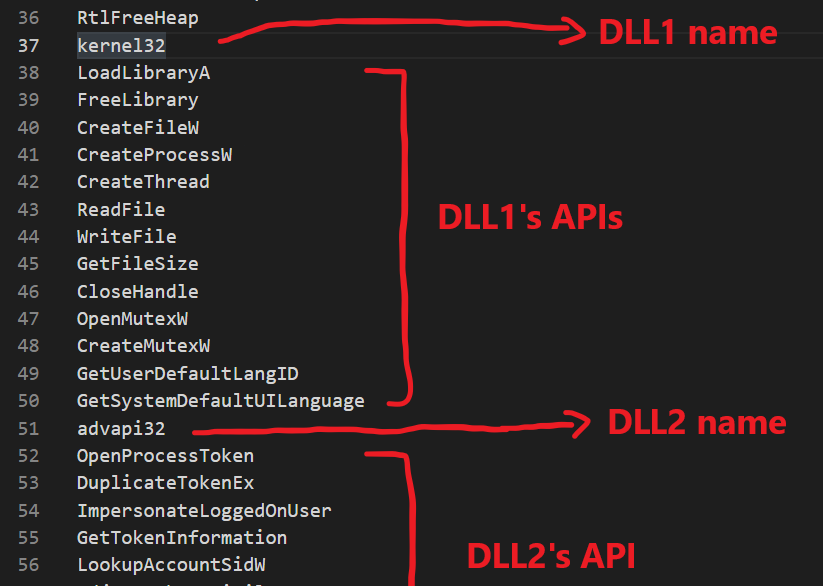 36 RtlFreeHeap
37 kernel32 DLL1 name
38 LoadLibraryA
39 FreeLibrary
40 CreateFileW
41 CreateProcessW
42 CreateThread
43 ReadFile DLL1's APIs
44 WriteFile
45 GetFileSize
46 CloseHandle
47 OpenMutexW
48 CreateMutexW
49 GetUserDefaultLangID
50 GetSystemDefaultUILanguage
51 advapi32 DLL2 name
52 OpenProcessToken
53 DuplicateTokenEx
54 ImpersonateLoggedOnUser
55 GetTokenInformation
56 LookupAccountSidW DLL2's API